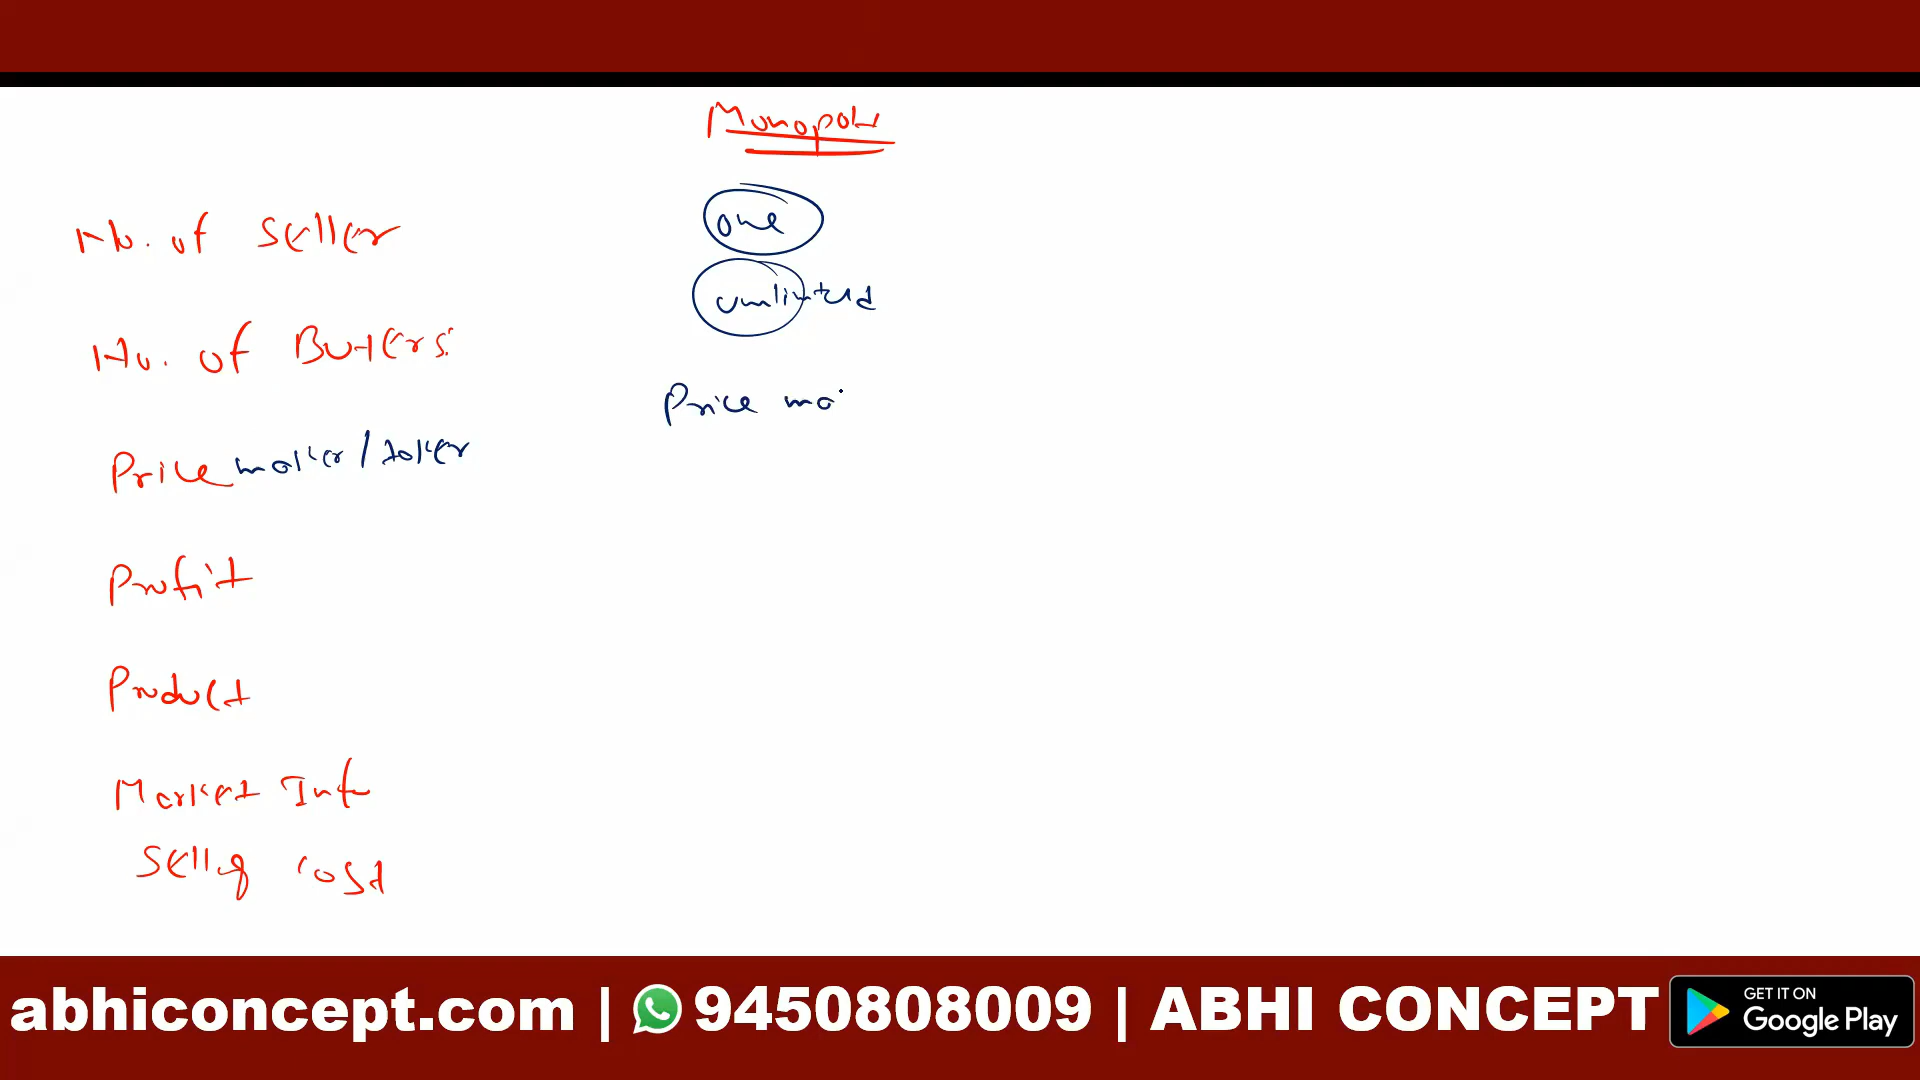 Monopoly
No. of Seller
one
unlimited
No. of Buyers
Price maker/taker
Price ma
Profit
Product
Market Inf
Selling cost
abhiconcept.com | 9450808009 | ABHI CONCEPT
GET IT ON
Google Play